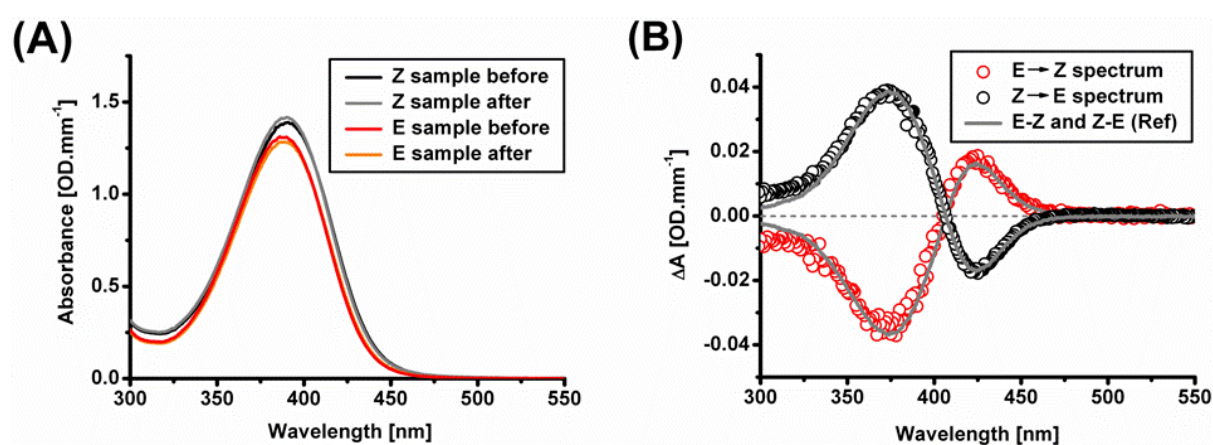 (A)
Absorbance [OD.mm⁻¹]
1.5
1.0
0.5
0.0
Z sample before
Z sample after
E sample before
E sample after
300 350 400 450 500 550
Wavelength [nm]
(B)
ΔA [OD.mm⁻¹]
0.04
0.02
0.00
-0.02
-0.04
E→Z spectrum
Z→E spectrum
E-Z and Z-E (Ref)
300 350 400 450 500 550
Wavelength [nm]